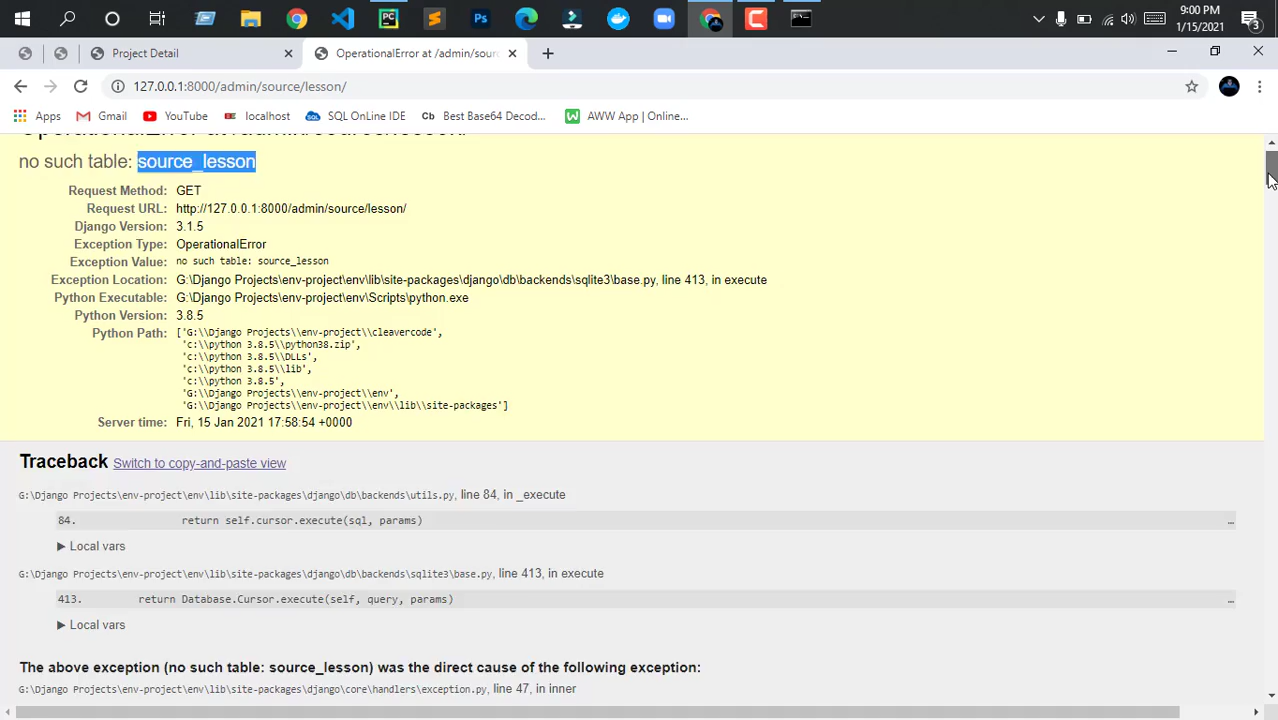 9:00 PM
1/15/2021
3
Project Detail
OperationalError at /admin/sourc
127.0.0.1:8000/admin/source/lesson/
Apps
Gmail
YouTube
localhost
SQL OnLine IDE
Cb Best Base64 Decod...
AWW App | Online...
OperationalError at /admin/source/lesson/
no such table: source_lesson
Request Method: GET
Request URL: http://127.0.0.1:8000/admin/source/lesson/
Django Version: 3.1.5
Exception Type: OperationalError
Exception Value: no such table: source_lesson
Exception Location: G:\Django Projects\env-project\env\lib\site-packages\django\db\backends\sqlite3\base.py, line 413, in execute
Python Executable: G:\Django Projects\env-project\env\Scripts\python.exe
Python Version: 3.8.5
Python Path: ['G:\\Django Projects\\env-project\\cleavercode',
'c:\\python 3.8.5\\python38.zip',
'c:\\python 3.8.5\\DLLs',
'c:\\python 3.8.5\\lib',
'c:\\python 3.8.5',
'G:\\Django Projects\\env-project\\env',
'G:\\Django Projects\\env-project\\env\\lib\\site-packages']
Server time: Fri, 15 Jan 2021 17:58:54 +0000
Traceback Switch to copy-and-paste view
G:\Django Projects\env-project\env\lib\site-packages\django\db\backends\utils.py, line 84, in _execute
84. return self.cursor.execute(sql, params) …
▶ Local vars
G:\Django Projects\env-project\env\lib\site-packages\django\db\backends\sqlite3\base.py, line 413, in execute
413. return Database.Cursor.execute(self, query, params) …
▶ Local vars
The above exception (no such table: source_lesson) was the direct cause of the following exception:
G:\Django Projects\env-project\env\lib\site-packages\django\core\handlers\exception.py, line 47, in inner